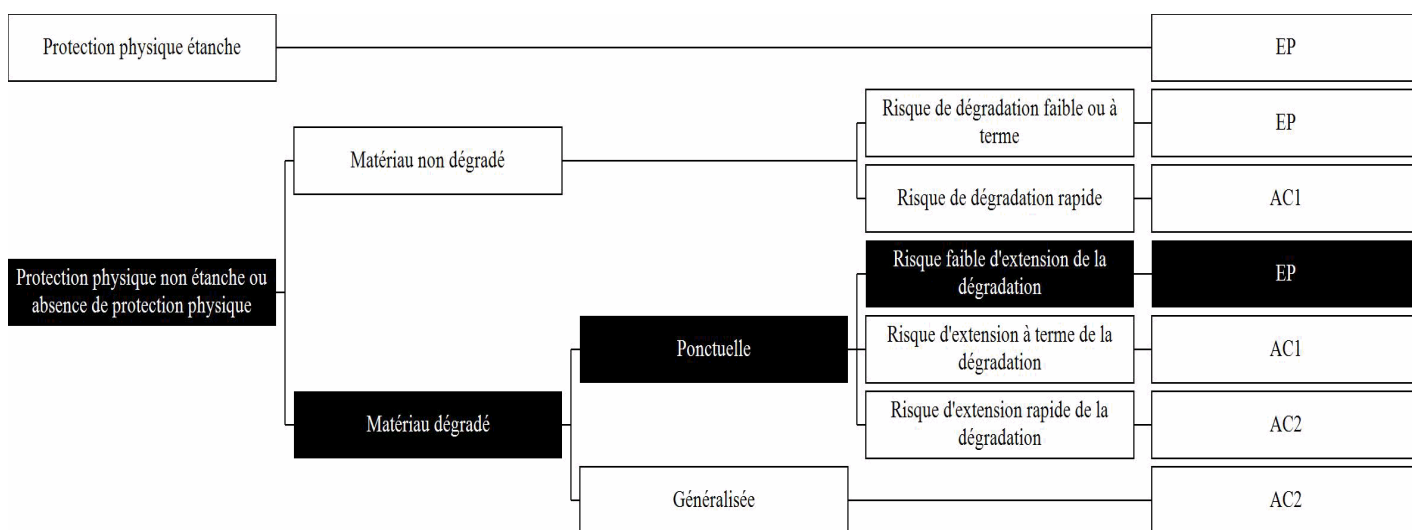 Protection physique étanche
EP
Risque de dégradation faible ou à
terme
EP
Matériau non dégradé
Risque de dégradation rapide
AC1
Protection physique non étanche ou
absence de protection physique
Risque faible d'extension de la
dégradation
EP
Ponctuelle
Risque d'extension à terme de la
dégradation
AC1
Matériau dégradé
Risque d'extension rapide de la
dégradation
AC2
Généralisée
AC2